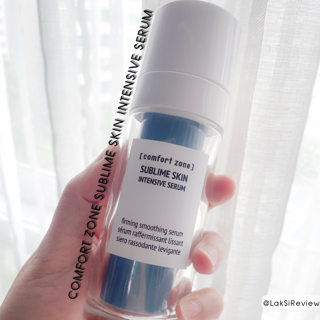 COMFORT ZONE SUBLIME SKIN INTENSIVE SERUM
[ comfort zone ]
SUBLIME SKIN
INTENSIVE SERUM
firming smoothing serum
sérum raffermissant lissant
siero rassodante levigante
@LakSiReview